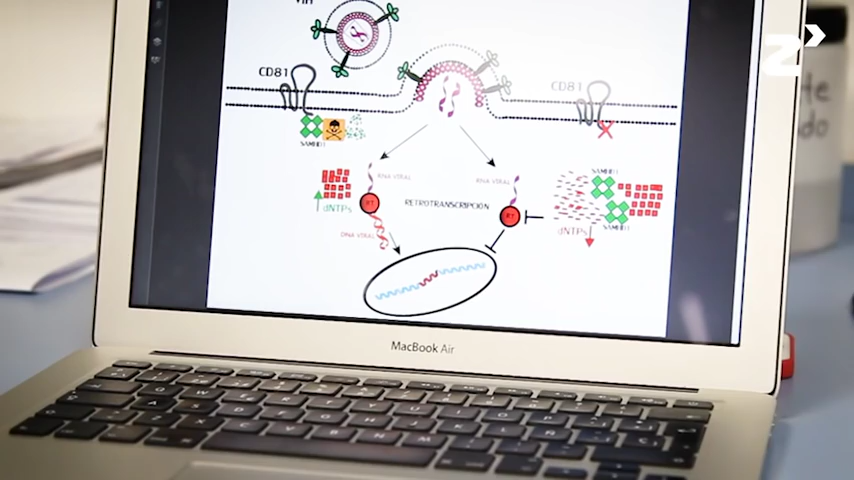 VIH
CD81
CD81
SAMHD1
RNA VIRAL
RNA VIRAL
SAMHD1
dNTPs
RT
RETROTRANSCRIPCIÓN
RT
dNTPs
SAMHD1
DNA VIRAL
MacBook Air